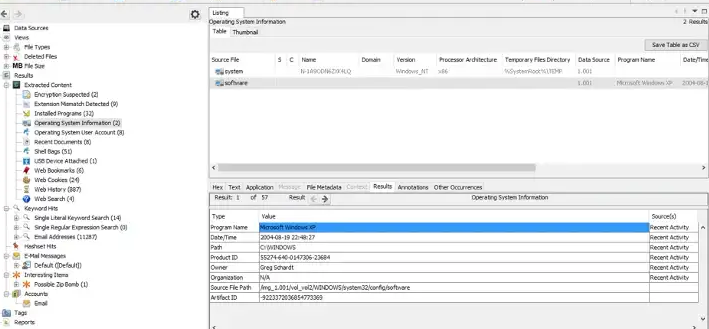 Listing
Operating System Information
2 Results
Table Thumbnail
Save Table as CSV
Source File S C Name Domain Version Processor Architecture Temporary Files Directory Data Source Program Name Date/Time
system N-1A9ODN6ZXK4LQ Windows_NT x86 %SystemRoot%\TEMP 1.001
software 1.001 Microsoft Windows XP 2004-08-1
Data Sources
Views
File Types
Deleted Files
MB File Size
Results
Extracted Content
Encryption Suspected (2)
Extension Mismatch Detected (9)
Installed Programs (32)
Operating System Information (2)
Operating System User Account (8)
Recent Documents (8)
Shell Bags (51)
USB Device Attached (1)
Web Bookmarks (6)
Web Cookies (24)
Web History (887)
Web Search (4)
Keyword Hits
Single Literal Keyword Search (14)
Single Regular Expression Search (0)
Email Addresses (11287)
Hashset Hits
E-Mail Messages
Default ([Default])
Interesting Items
Possible Zip Bomb (1)
Accounts
Email
Tags
Reports
Hex Text Application Message File Metadata Context Results Annotations Other Occurrences
Result: 1 of 57 Result Operating System Information
Type Value Source(s)
Program Name Microsoft Windows XP Recent Activity
Date/Time 2004-08-19 22:48:27 Recent Activity
Path C:\WINDOWS Recent Activity
Product ID 55274-640-0147306-23684 Recent Activity
Owner Greg Schardt Recent Activity
Organization N/A Recent Activity
Source File Path /img_1.001/vol_vol2/WINDOWS/system32/config/software
Artifact ID -9223372036854773369